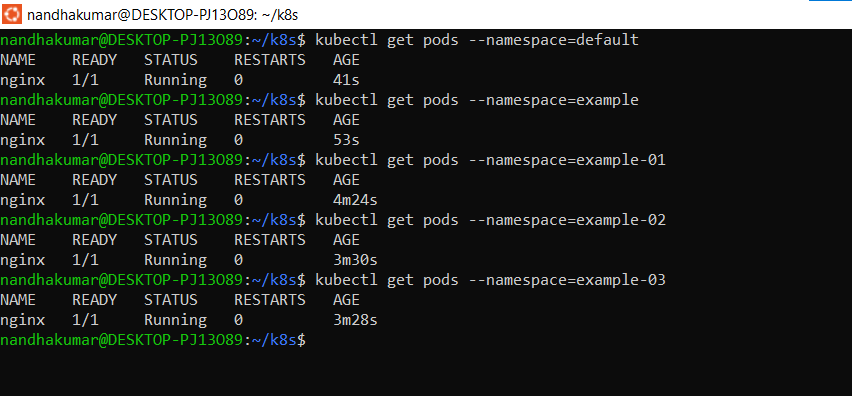 nandhakumar@DESKTOP-PJ13O89: ~/k8s
nandhakumar@DESKTOP-PJ13O89:~/k8s$ kubectl get pods --namespace=default
NAME    READY   STATUS    RESTARTS   AGE
nginx   1/1     Running   0          41s
nandhakumar@DESKTOP-PJ13O89:~/k8s$ kubectl get pods --namespace=example
NAME    READY   STATUS    RESTARTS   AGE
nginx   1/1     Running   0          53s
nandhakumar@DESKTOP-PJ13O89:~/k8s$ kubectl get pods --namespace=example-01
NAME    READY   STATUS    RESTARTS   AGE
nginx   1/1     Running   0          4m24s
nandhakumar@DESKTOP-PJ13O89:~/k8s$ kubectl get pods --namespace=example-02
NAME    READY   STATUS    RESTARTS   AGE
nginx   1/1     Running   0          3m30s
nandhakumar@DESKTOP-PJ13O89:~/k8s$ kubectl get pods --namespace=example-03
NAME    READY   STATUS    RESTARTS   AGE
nginx   1/1     Running   0          3m28s
nandhakumar@DESKTOP-PJ13O89:~/k8s$